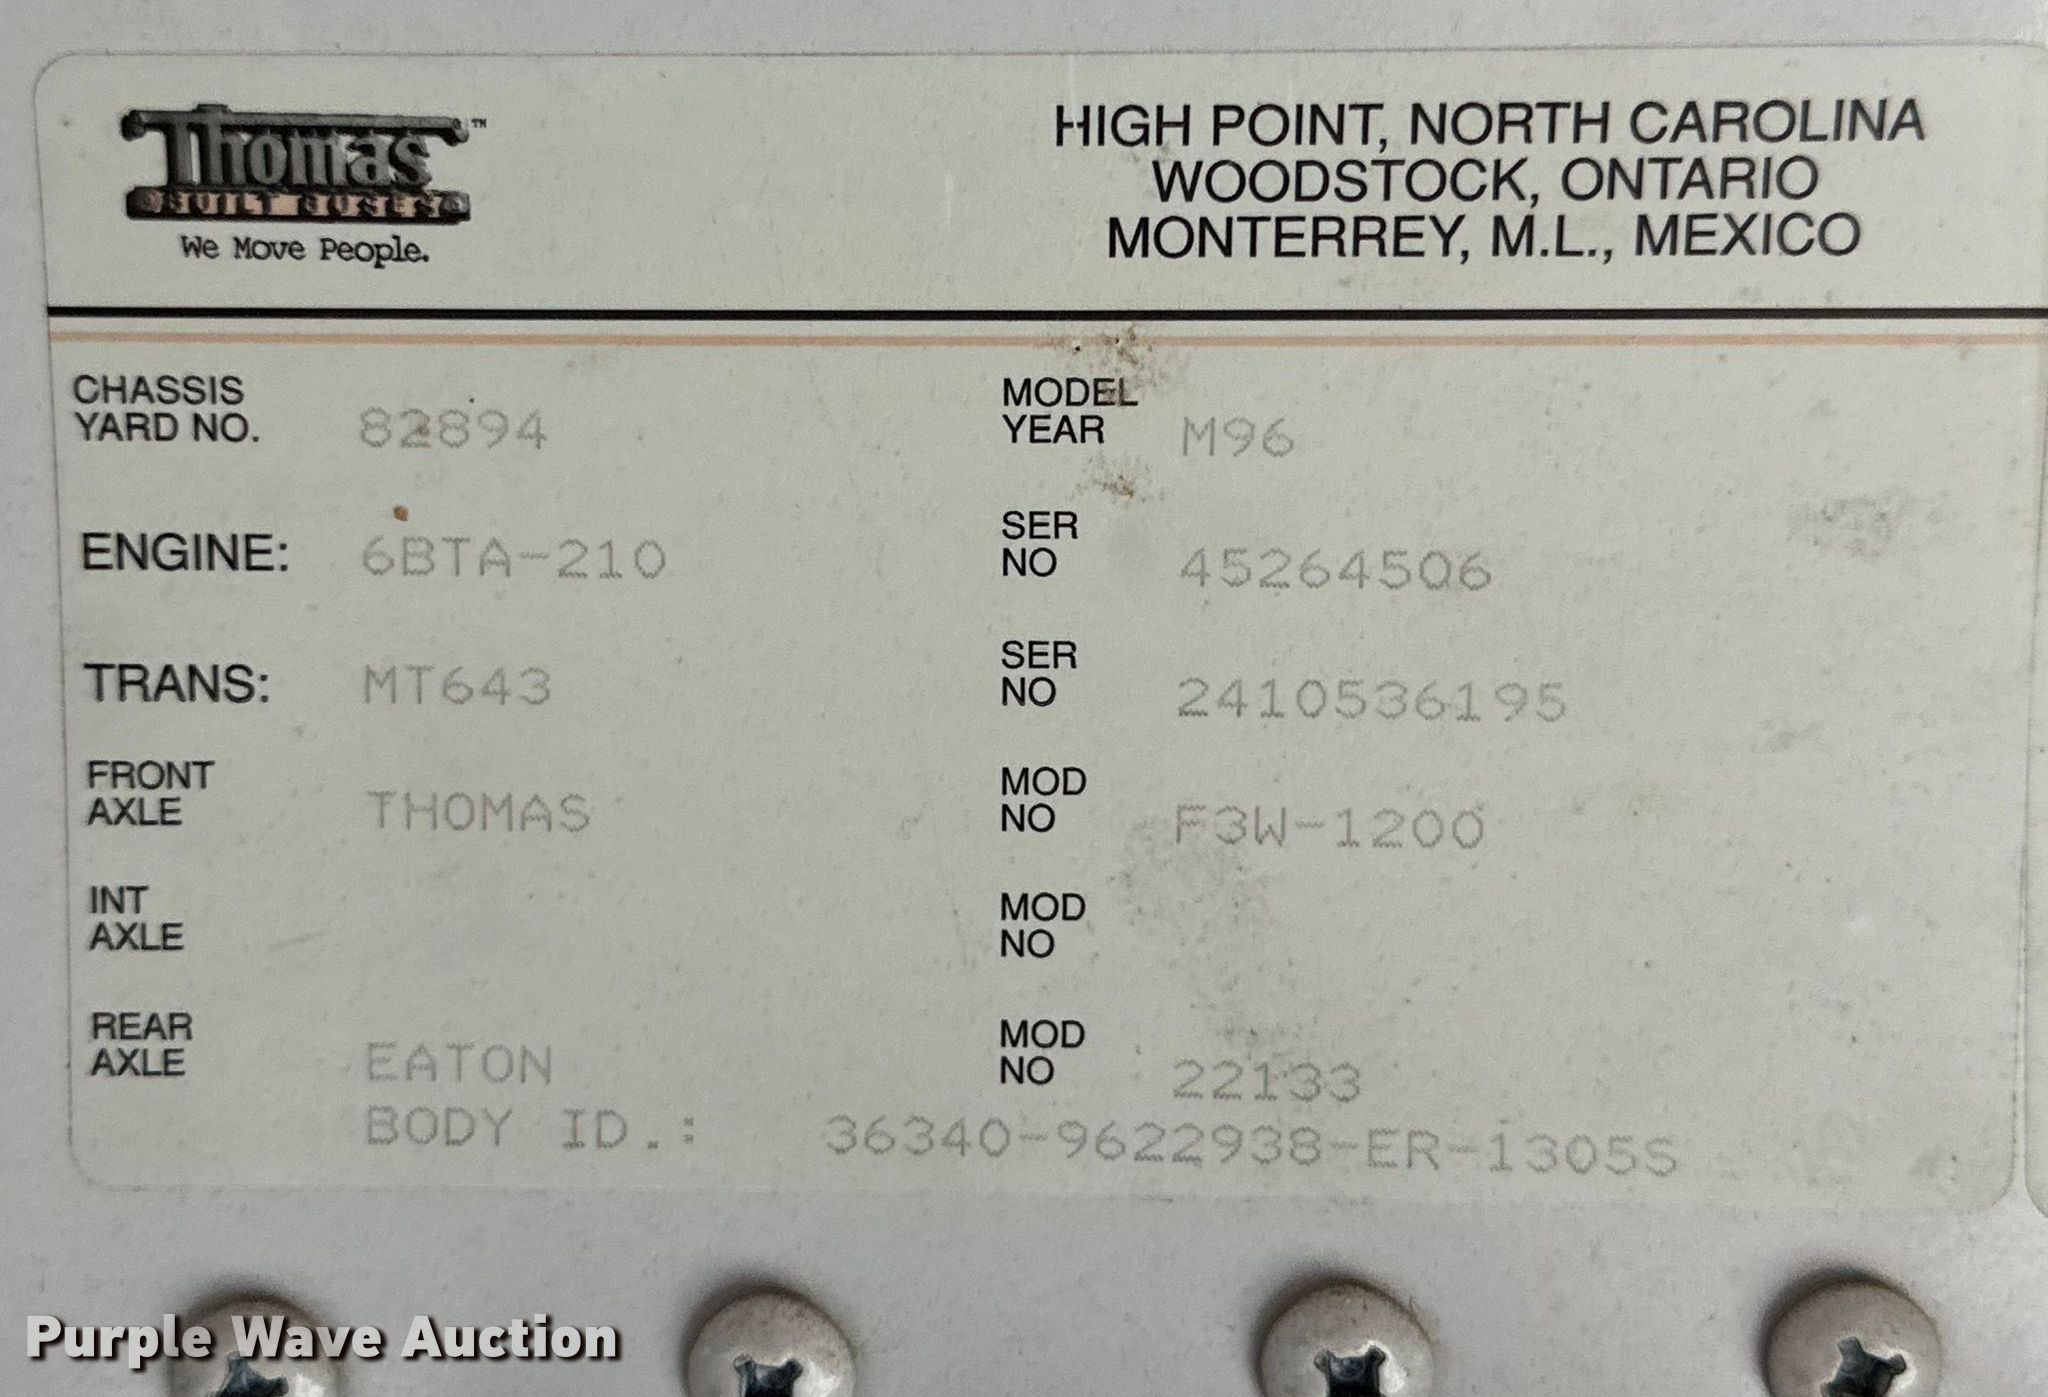 Thomas ™
BUILT BUSES
We Move People.
HIGH POINT, NORTH CAROLINA
WOODSTOCK, ONTARIO
MONTERREY, M.L., MEXICO
CHASSIS
YARD NO. 82894
MODEL
YEAR M96
ENGINE: 6BTA-210
SER
NO 45264506
TRANS: MT643
SER
NO 2410536195
FRONT
AXLE THOMAS
MOD
NO F3W-1200
INT
AXLE
MOD
NO
REAR
AXLE EATON
MOD
NO 22133
BODY ID.: 36340-9622938-ER-1305S
Purple Wave Auction